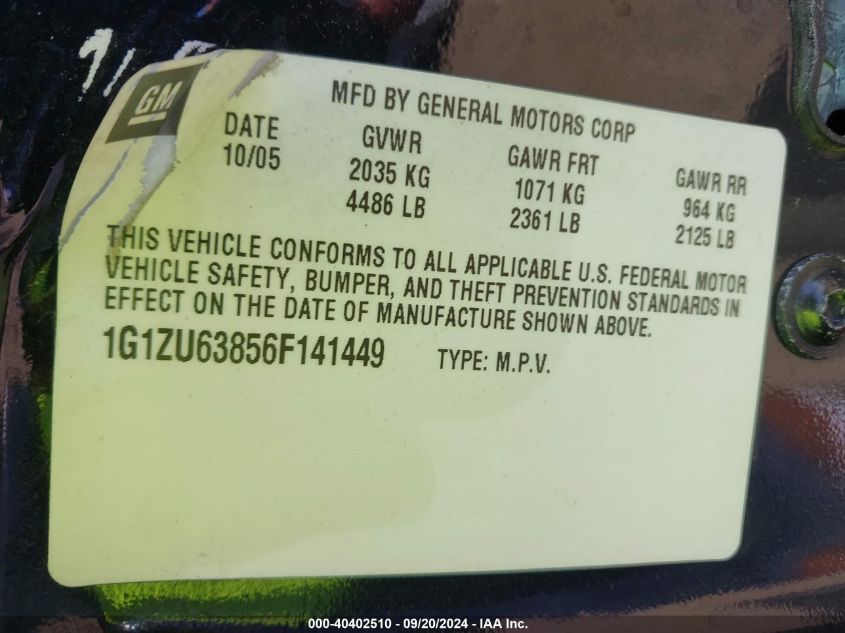 GM
MFD BY GENERAL MOTORS CORP
DATE GVWR GAWR FRT GAWR RR
10/05 2035 KG 1071 KG 964 KG
4486 LB 2361 LB 2125 LB
THIS VEHICLE CONFORMS TO ALL APPLICABLE U.S. FEDERAL MOTOR
VEHICLE SAFETY, BUMPER, AND THEFT PREVENTION STANDARDS IN
EFFECT ON THE DATE OF MANUFACTURE SHOWN ABOVE.
1G1ZU63856F141449 TYPE: M.P.V.
000-40402510 - 09/20/2024 - IAA Inc.